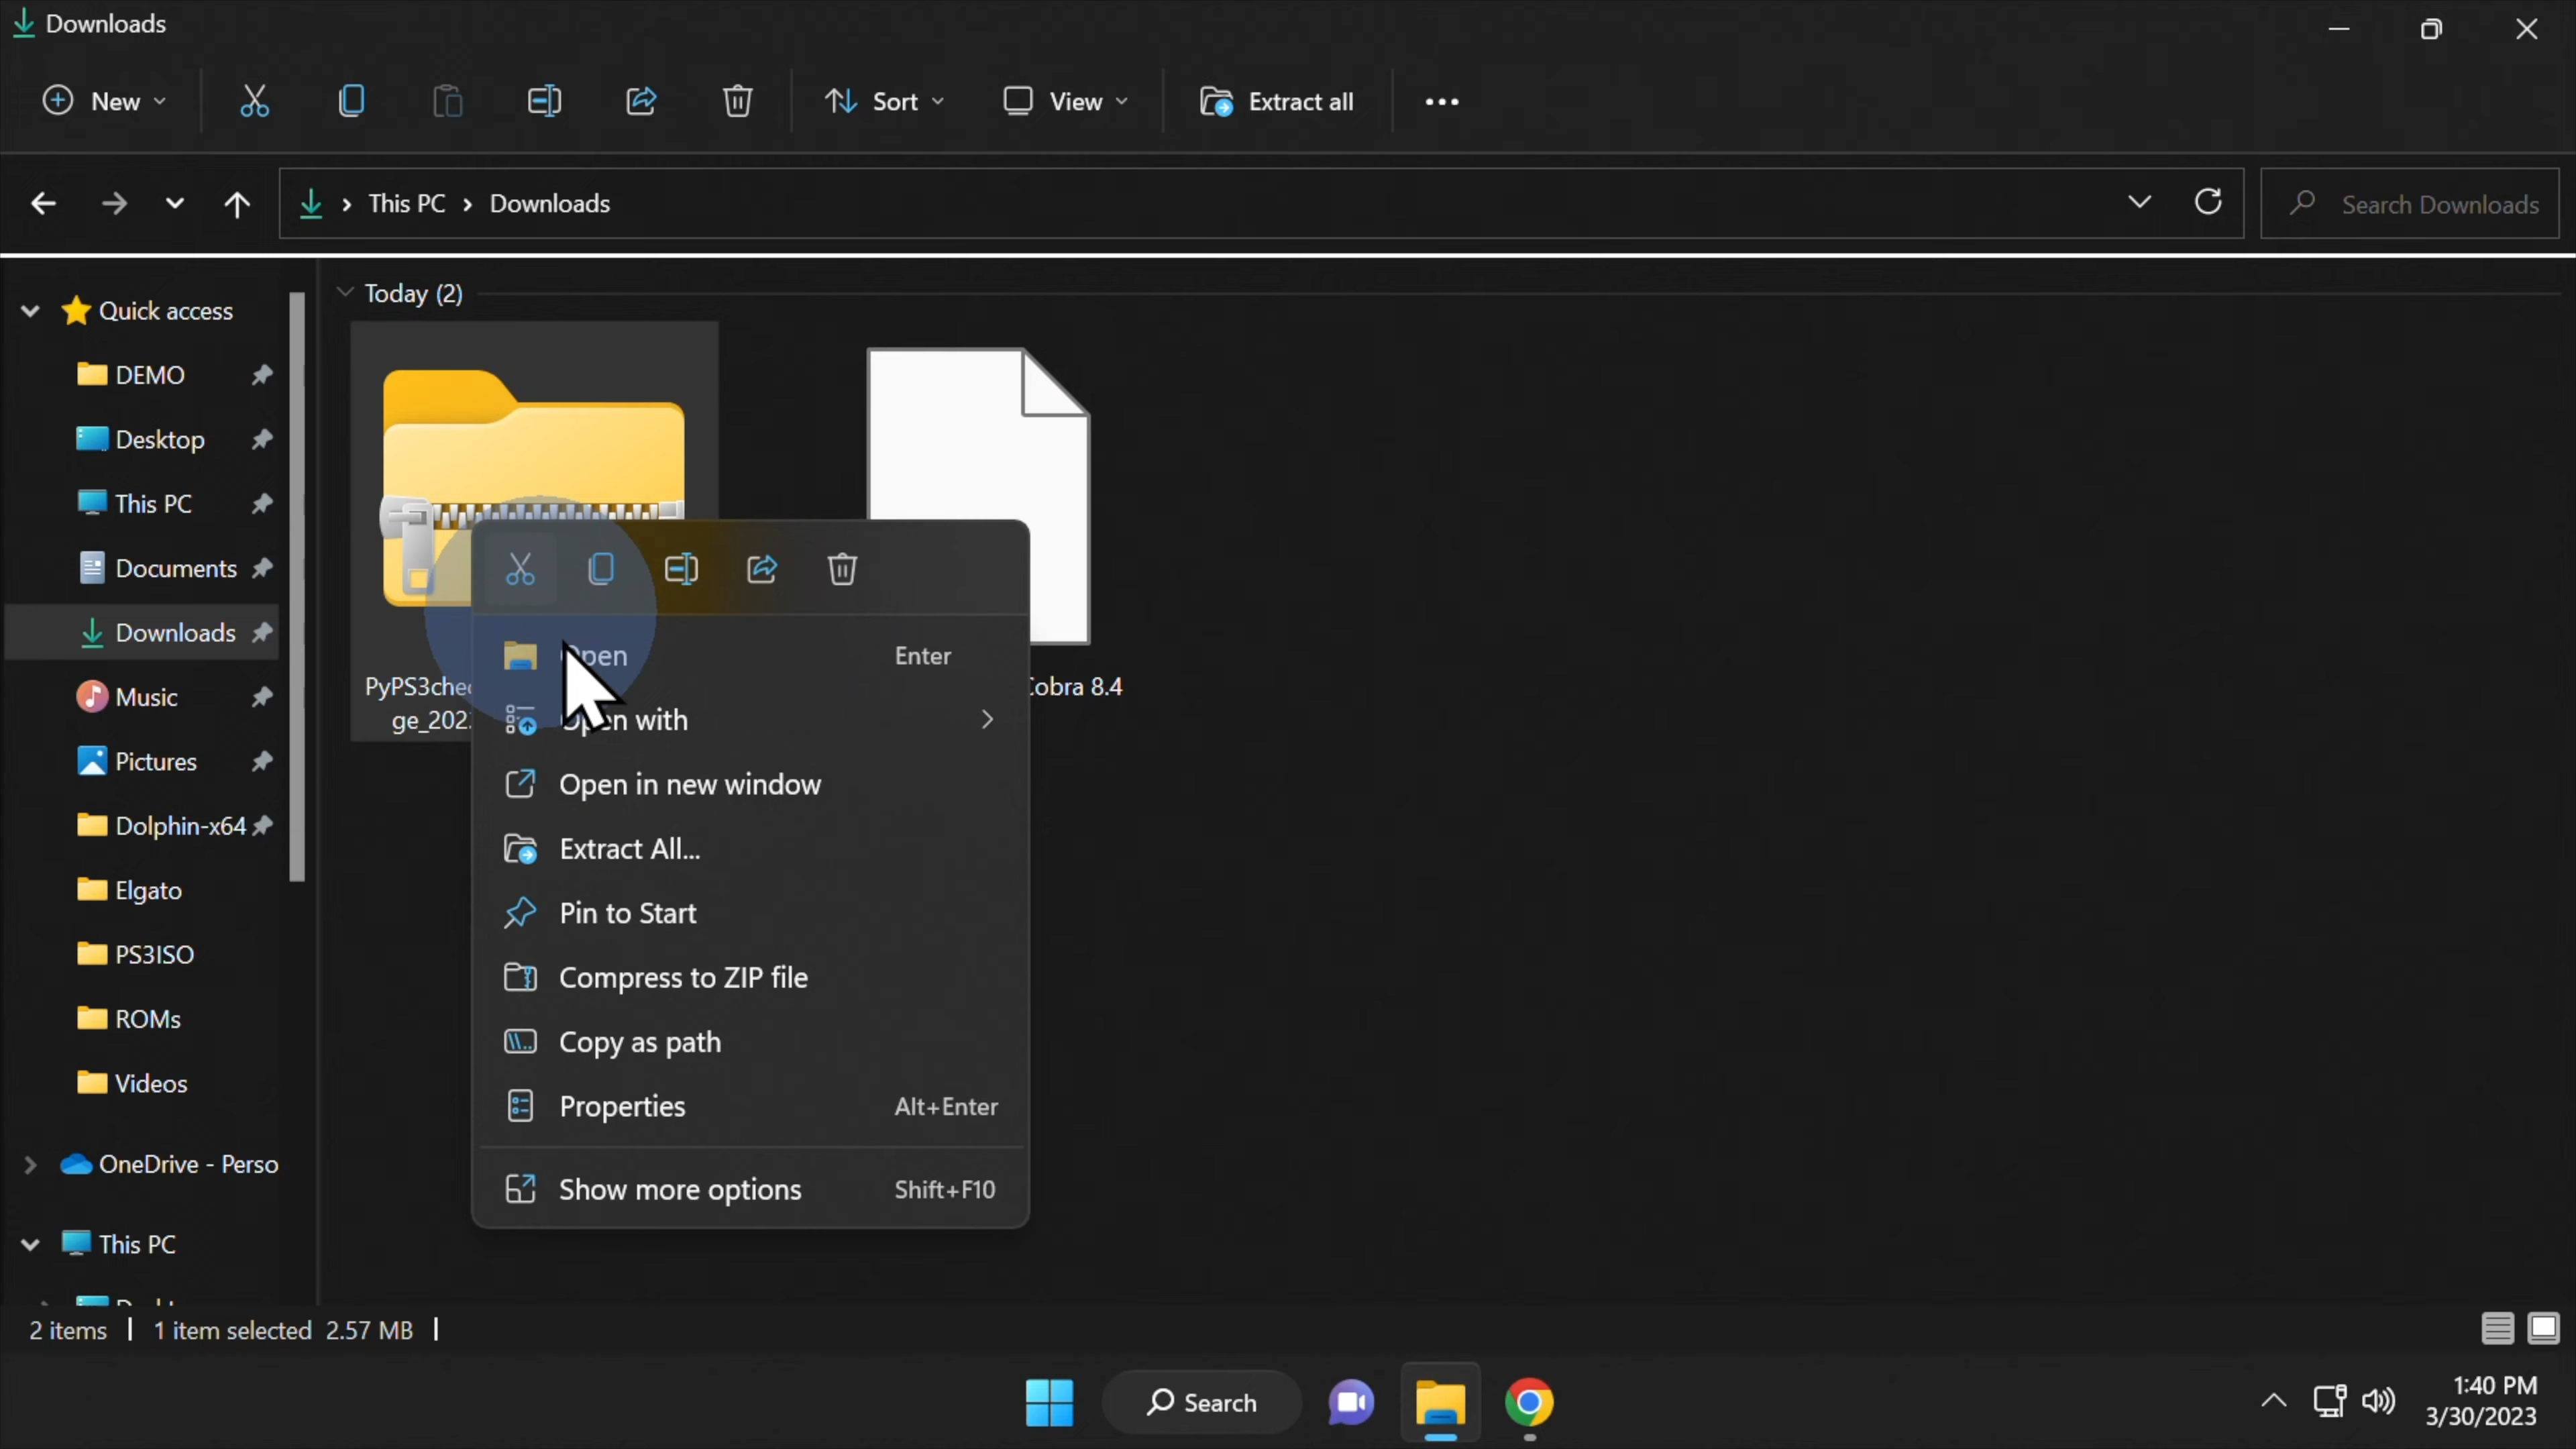 Downloads
New
Sort
View
Extract all
This PC
Downloads
Search Downloads
Quick access
DEMO
Desktop
This PC
Documents
Downloads
Music
Pictures
Dolphin-x64
Elgato
PS3ISO
ROMs
Videos
OneDrive - Perso
This PC
Today (2)
Cobra 8.4
Open Enter
Open with
Open in new window
Extract All...
Pin to Start
Compress to ZIP file
Copy as path
Properties Alt+Enter
Show more options Shift+F10
2 items 1 item selected 2.57 MB
Search
1:40 PM
3/30/2023